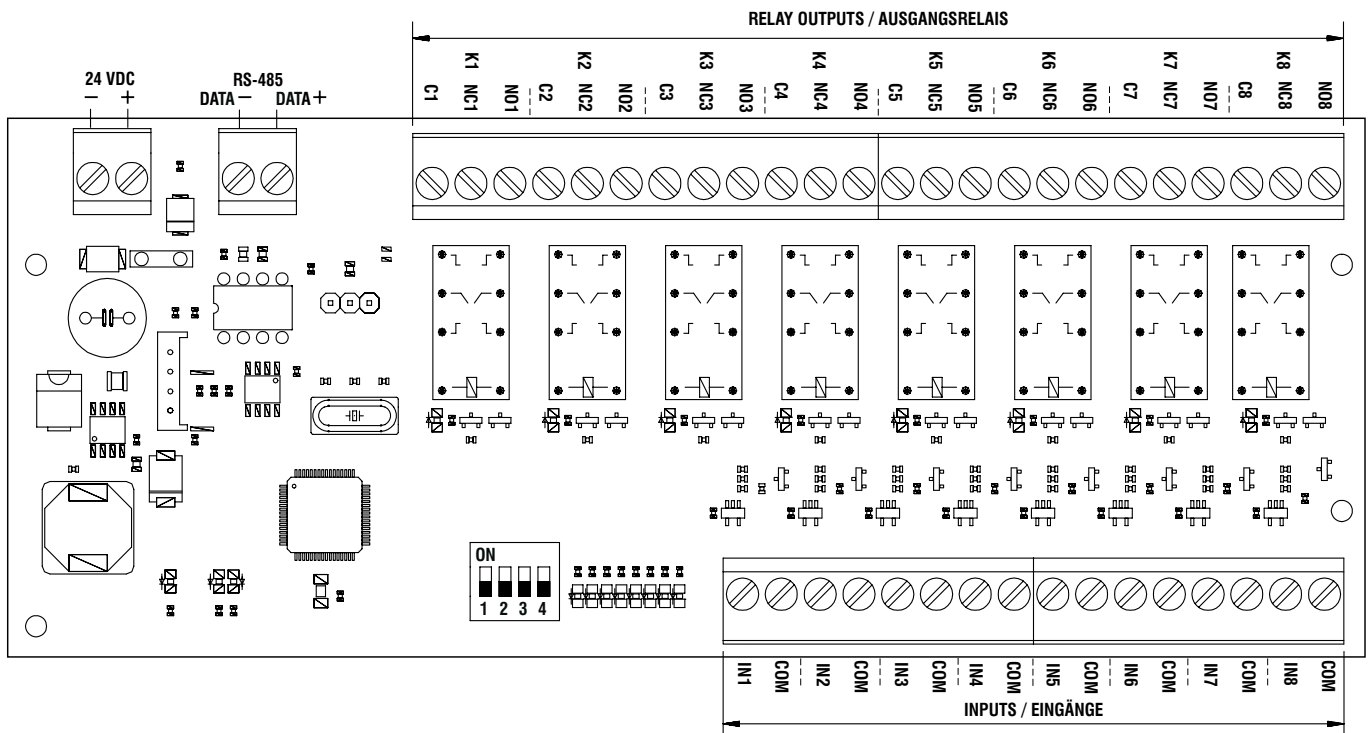 RELAY OUTPUTS / AUSGANGSRELAIS
K1 K2 K3 K4 K5 K6 K7 K8
24 VDC RS-485
− + DATA − DATA +
C1 NC1 NO1 C2 NC2 NO2 C3 NC3 NO3 C4 NC4 NO4 C5 NC5 NO5 C6 NC6 NO6 C7 NC7 NO7 C8 NC8 NO8
ON
1 2 3 4
IN1 COM IN2 COM IN3 COM IN4 COM IN5 COM IN6 COM IN7 COM IN8 COM
INPUTS / EINGÄNGE